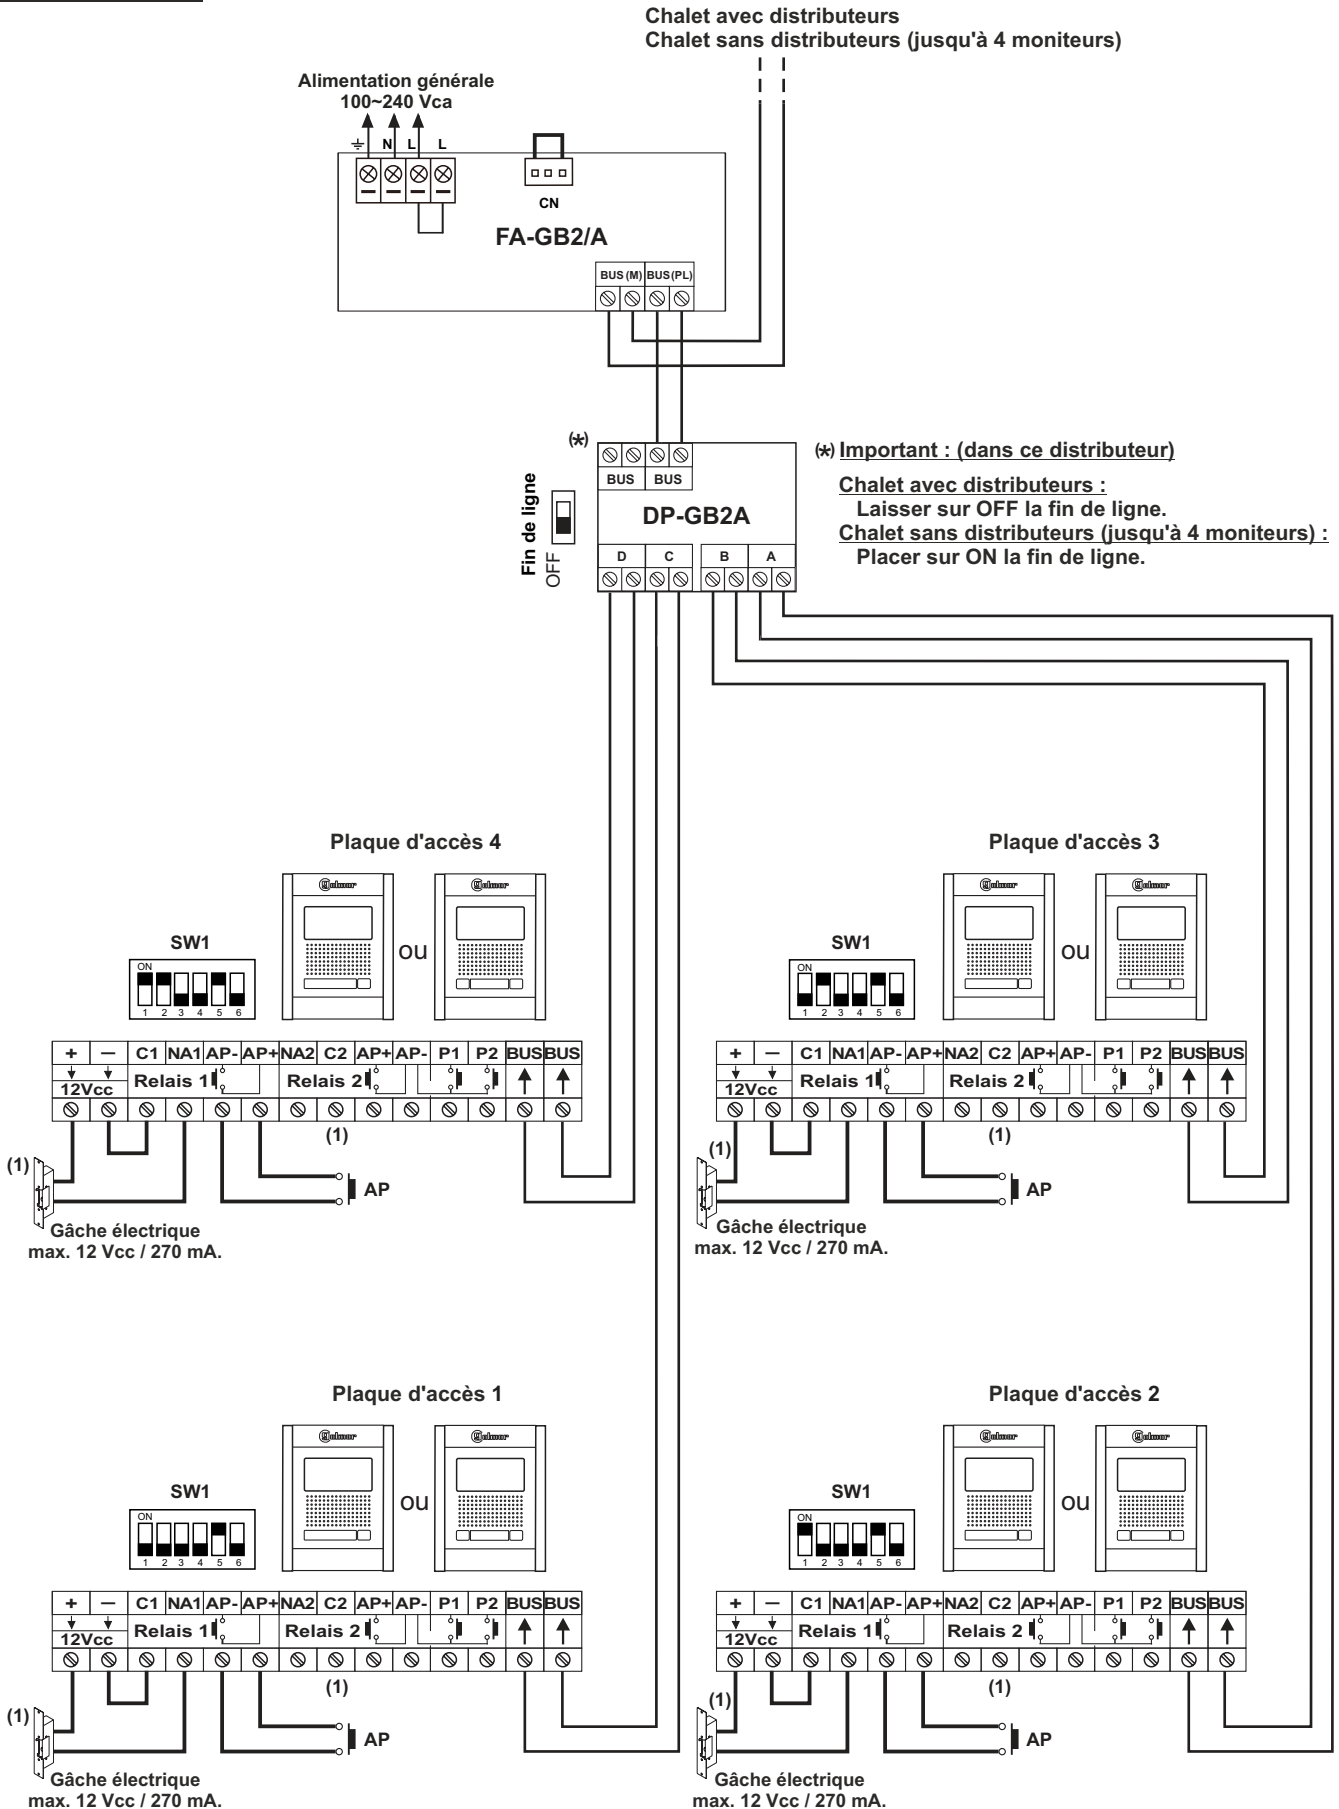 Chalet avec distributeurs
Chalet sans distributeurs (jusqu'à 4 moniteurs)
Alimentation générale
100~240 Vca
N L L
CN
FA-GB2/A
BUS (M) BUS (PL)
(*)
Fin de ligne
OFF
BUS BUS
DP-GB2A
D C B A
(*) Important : (dans ce distributeur)
Chalet avec distributeurs :
Laisser sur OFF la fin de ligne.
Chalet sans distributeurs (jusqu'à 4 moniteurs) :
Placer sur ON la fin de ligne.
Plaque d'accès 4
Golmar Golmar
ou
SW1
ON
1 2 3 4 5 6
+ — C1 NA1 AP- AP+ NA2 C2 AP+ AP- P1 P2 BUS BUS
12Vcc Relais 1 Relais 2
(1)
(1)
AP
Gâche électrique
max. 12 Vcc / 270 mA.
Plaque d'accès 3
Golmar Golmar
ou
SW1
ON
1 2 3 4 5 6
+ — C1 NA1 AP- AP+ NA2 C2 AP+ AP- P1 P2 BUS BUS
12Vcc Relais 1 Relais 2
(1)
(1)
AP
Gâche électrique
max. 12 Vcc / 270 mA.
Plaque d'accès 1
Golmar Golmar
ou
SW1
ON
1 2 3 4 5 6
+ — C1 NA1 AP- AP+ NA2 C2 AP+ AP- P1 P2 BUS BUS
12Vcc Relais 1 Relais 2
(1)
(1)
AP
Gâche électrique
max. 12 Vcc / 270 mA.
Plaque d'accès 2
Golmar Golmar
ou
SW1
ON
1 2 3 4 5 6
+ — C1 NA1 AP- AP+ NA2 C2 AP+ AP- P1 P2 BUS BUS
12Vcc Relais 1 Relais 2
(1)
(1)
AP
Gâche électrique
max. 12 Vcc / 270 mA.